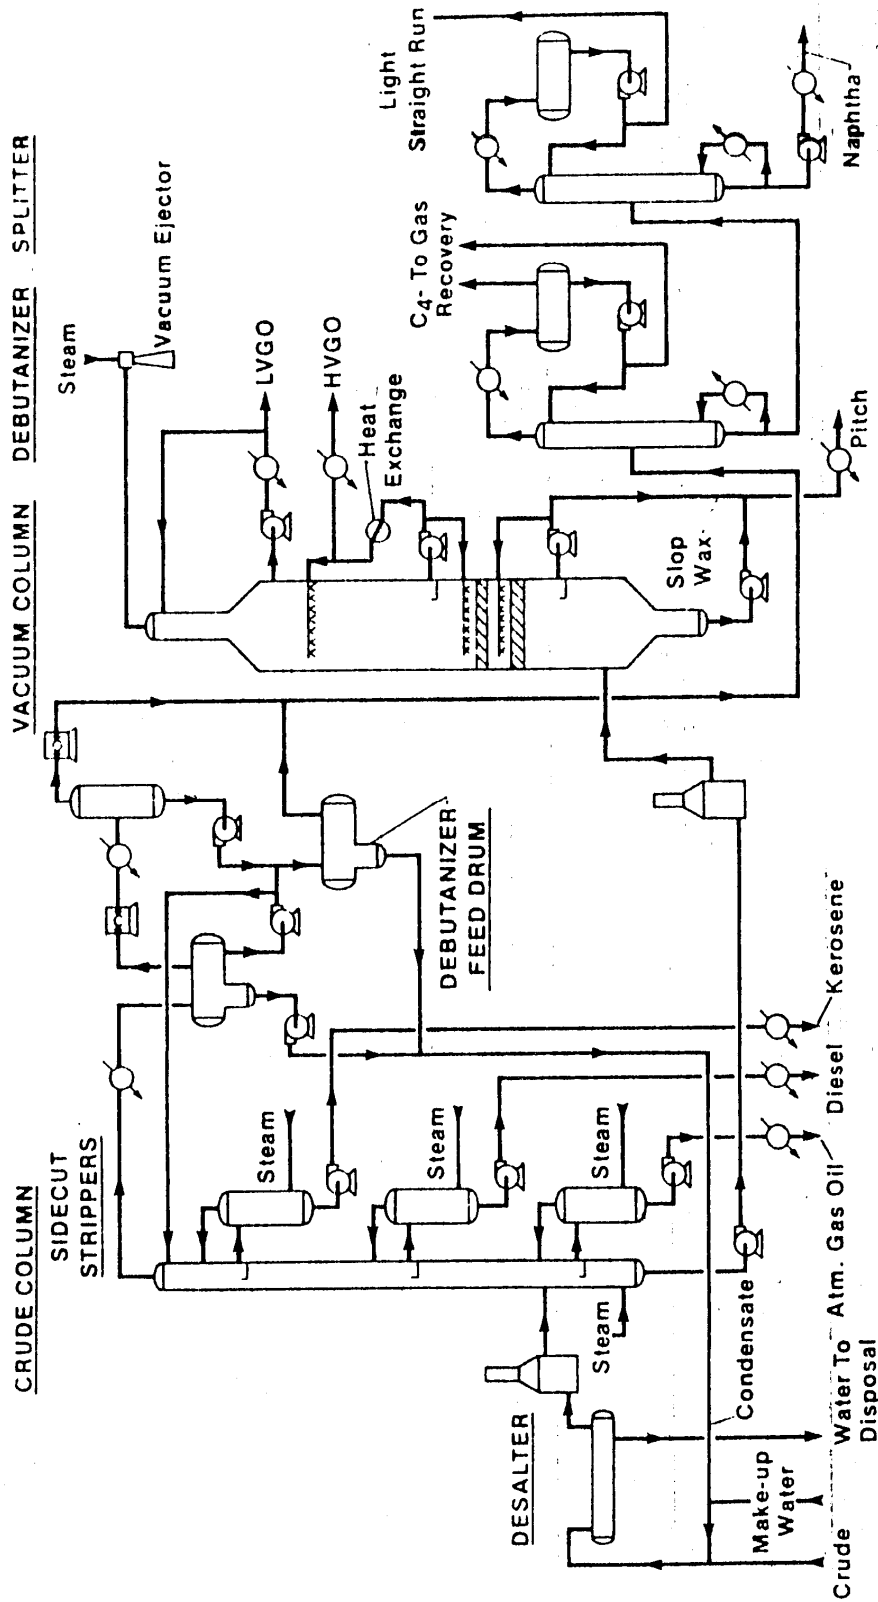 CRUDE COLUMN
SIDECUT
STRIPPERS
VACUUM COLUMN
DEBUTANIZER
SPLITTER
Steam
Vacuum Ejector
LVGO
HVGO
Heat
Exchange
Slop
Wax
Pitch
C4- To Gas
Recovery
Light
Straight Run
Naphtha
DEBUTANIZER
FEED DRUM
Steam
Steam
Steam
Steam
DESALTER
Condensate
Make-up
Water
Crude
Water To
Disposal
Atm. Gas Oil
Diesel
Kerosene